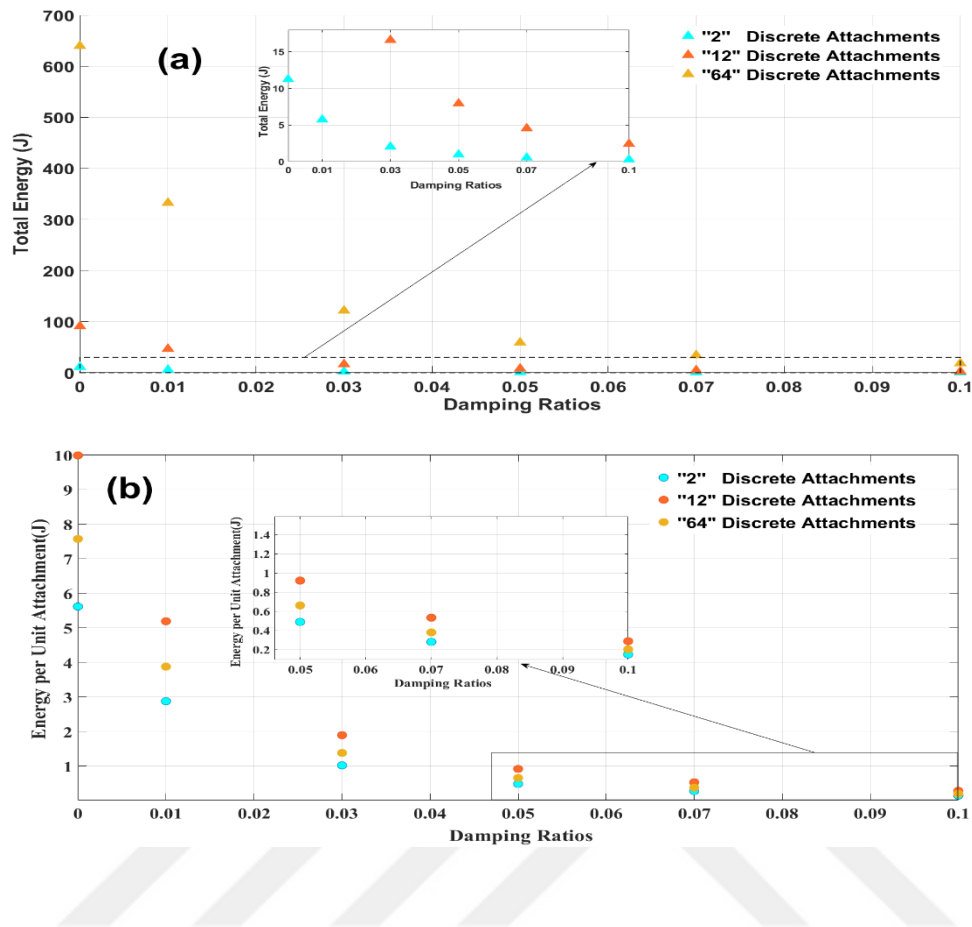 700
600
500
400
300
200
100
0
Total Energy (J)
(a)
"2" Discrete Attachments
"12" Discrete Attachments
"64" Discrete Attachments
15
10
5
0
Total Energy (J)
0 0.01 0.03 0.05 0.07 0.1
Damping Ratios
0 0.01 0.02 0.03 0.04 0.05 0.06 0.07 0.08 0.09 0.1
Damping Ratios
10
9
8
7
6
5
4
3
2
1
Energy per Unit Attachment(J)
(b)
"2" Discrete Attachments
"12" Discrete Attachments
"64" Discrete Attachments
1.4
1.2
1
0.8
0.6
0.4
0.2
Energy per Unit Attachment(J)
0.05 0.06 0.07 0.08 0.09 0.1
Damping Ratios
0 0.01 0.02 0.03 0.04 0.05 0.06 0.07 0.08 0.09 0.1
Damping Ratios